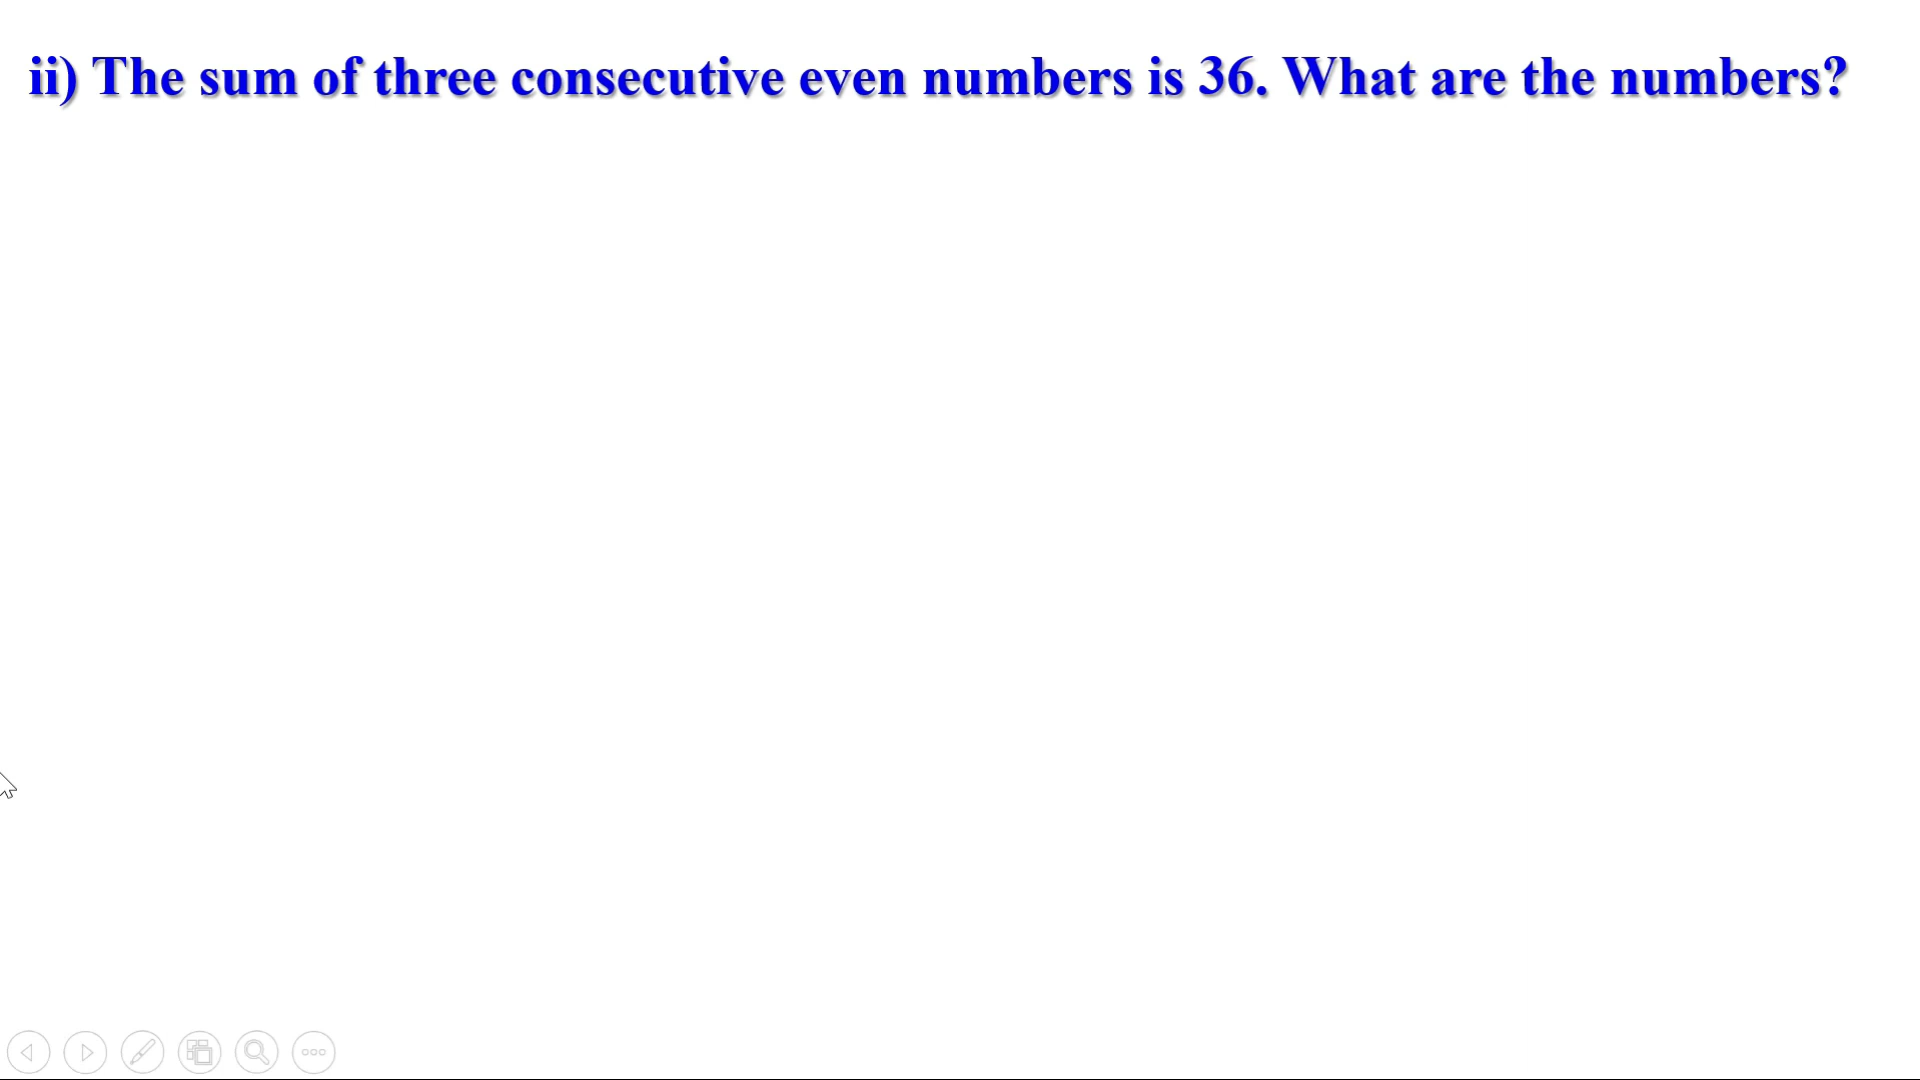 ii) The sum of three consecutive even numbers is 36. What are the numbers?